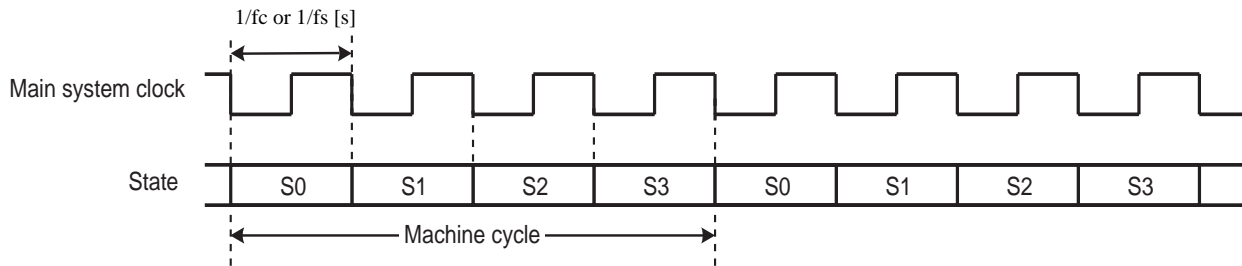 1/fc or 1/fs [s]
Main system clock
State S0 S1 S2 S3 S0 S1 S2 S3
Machine cycle